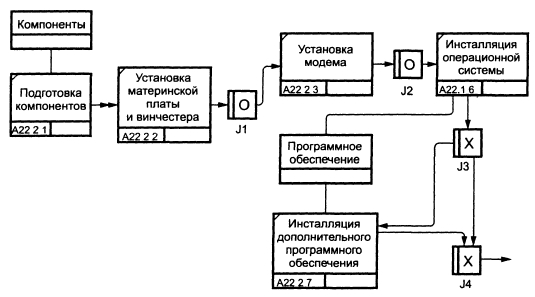 Компоненты
Подготовка
компонентов
A22 2 1
Установка
материнской
платы
и винчестера
A22 2 2
O
J1
Установка
модема
A22 2 3
O
J2
Инсталляция
операционной
системы
A22.1 6
Программное
обеспечение
X
J3
Инсталляция
дополнительного
программного
обеспечения
A22 2 7
X
J4